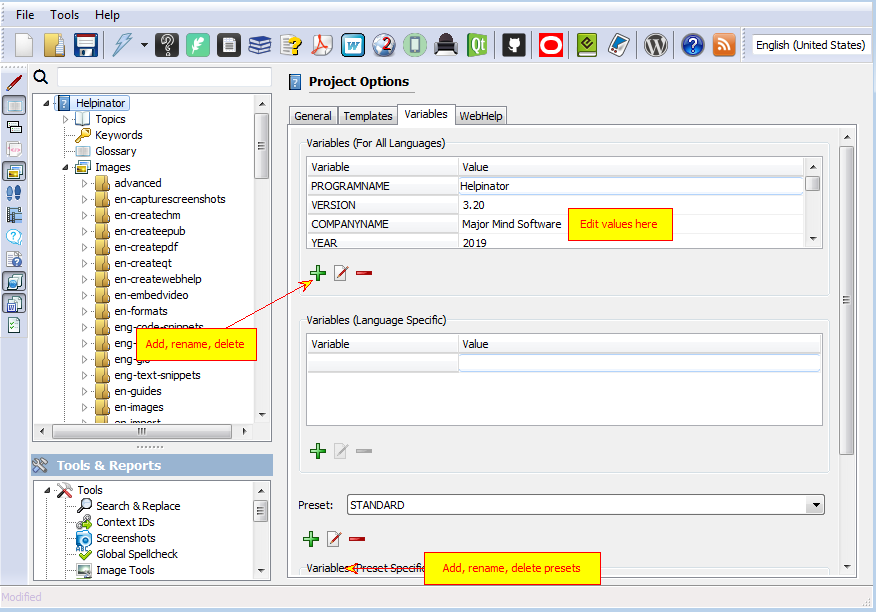 File Tools Help
English (United States)
Helpinator
Topics
Keywords
Glossary
Images
advanced
en-capturescreenshots
en-createchm
en-createepub
en-createpdf
en-createqt
en-createwebhelp
en-embedvideo
en-formats
eng-code-snippets
eng-text-snippets
en-guides
en-images
en-import
Add, rename, delete
Tools & Reports
Tools
Search & Replace
Context IDs
Screenshots
Global Spellcheck
Image Tools
Project Options
General Templates Variables WebHelp
Variables (For All Languages)
Variable Value
PROGRAMNAME Helpinator
VERSION 3.20
COMPANYNAME Major Mind Software
YEAR 2019
Edit values here
Variables (Language Specific)
Variable Value
Preset: STANDARD
Variables (Preset Specific
Add, rename, delete presets
Modified